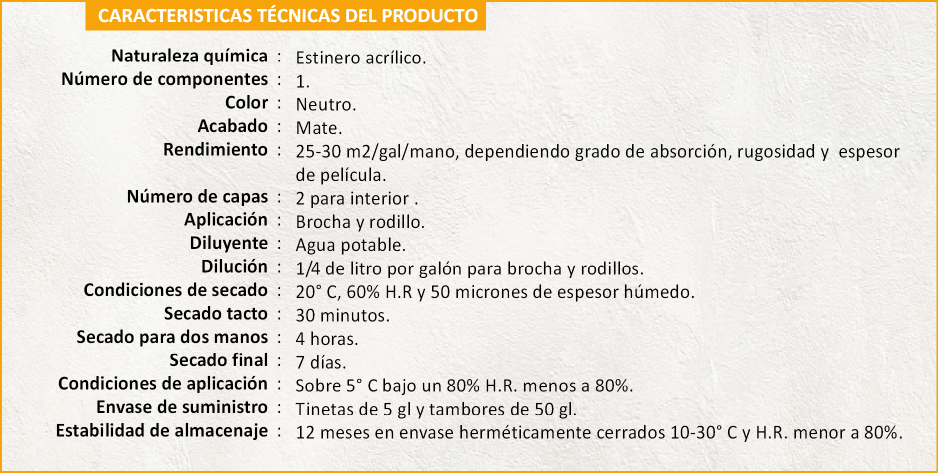 CARACTERISTICAS TÉCNICAS DEL PRODUCTO
Naturaleza química : Estinero acrílico.
Número de componentes : 1.
Color : Neutro.
Acabado : Mate.
Rendimiento : 25-30 m2/gal/mano, dependiendo grado de absorción, rugosidad y espesor
de película.
Número de capas : 2 para interior .
Aplicación : Brocha y rodillo.
Diluyente : Agua potable.
Dilución : 1/4 de litro por galón para brocha y rodillos.
Condiciones de secado : 20° C, 60% H.R y 50 micrones de espesor húmedo.
Secado tacto : 30 minutos.
Secado para dos manos : 4 horas.
Secado final : 7 días.
Condiciones de aplicación : Sobre 5° C bajo un 80% H.R. menos a 80%.
Envase de suministro : Tinetas de 5 gl y tambores de 50 gl.
Estabilidad de almacenaje : 12 meses en envase herméticamente cerrados 10-30° C y H.R. menor a 80%.